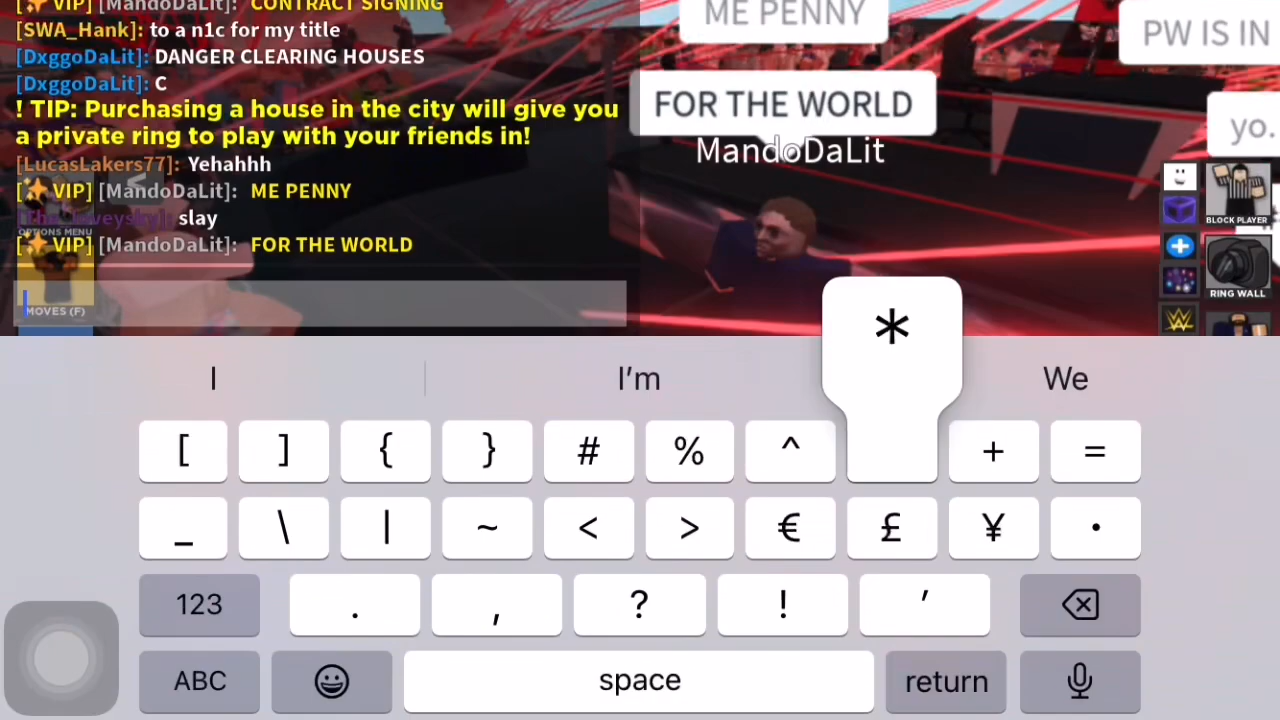 [✨ VIP] [MandoDaLit]: CONTRACT SIGNING
[SWA_Hank]: to a n1c for my title
[DxggoDaLit]: DANGER CLEARING HOUSES
[DxggoDaLit]: C
! TIP: Purchasing a house in the city will give you
a private ring to play with your friends in!
[LucasLakers77]: Yehahhh
[✨ VIP] [MandoDaLit]: ME PENNY
slay
OPTIONS MENU
[✨ VIP] [MandoDaLit]: FOR THE WORLD
MOVES (F)
ME PENNY
PW IS IN
FOR THE WORLD
yo.
MandoDaLit
BLOCK PLAYER
RING WALL
*
I I’m We
[ ] { } # % ^ + =
_ \ | ~ < > € £ ¥ •
123 . , ? ! ’
ABC space return